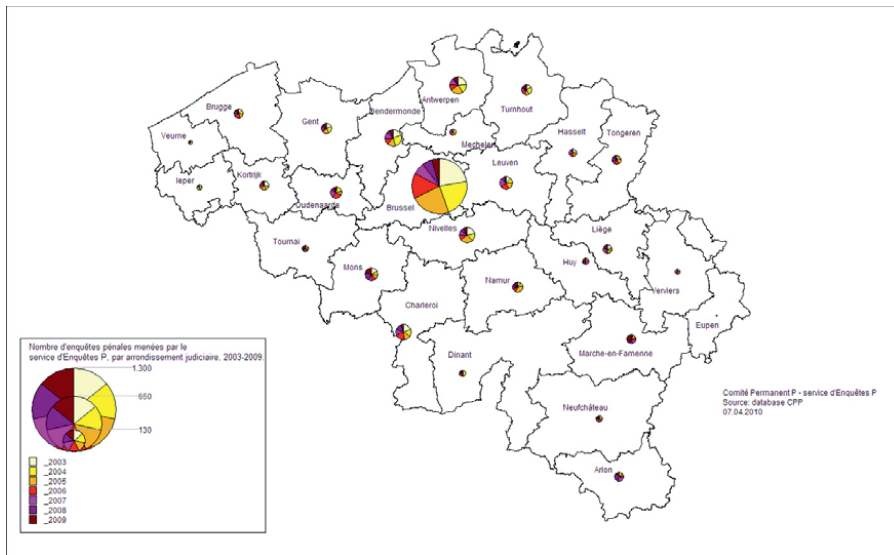 Brugge
Antwerpen
Turnhout
Dendermonde
Gent
Veurne
Mechelen
Hasselt
Tongeren
Ieper
Kortrijk
Oudenaarde
Leuven
Brussel
Nivelles
Tournai
Liège
Mons
Huy
Namur
Verviers
Charleroi
Eupen
Dinant
Marche-en-Famenne
Neufchâteau
Arlon
Nombre d'enquêtes pénales menées par le
service d'Enquêtes P, par arrondissement judiciaire, 2003-2009.
1.300
650
130
_2003
_2004
_2005
_2006
_2007
_2008
_2009
Comité Permanent P - service d'Enquêtes P
Source: database CPP
07.04.2010